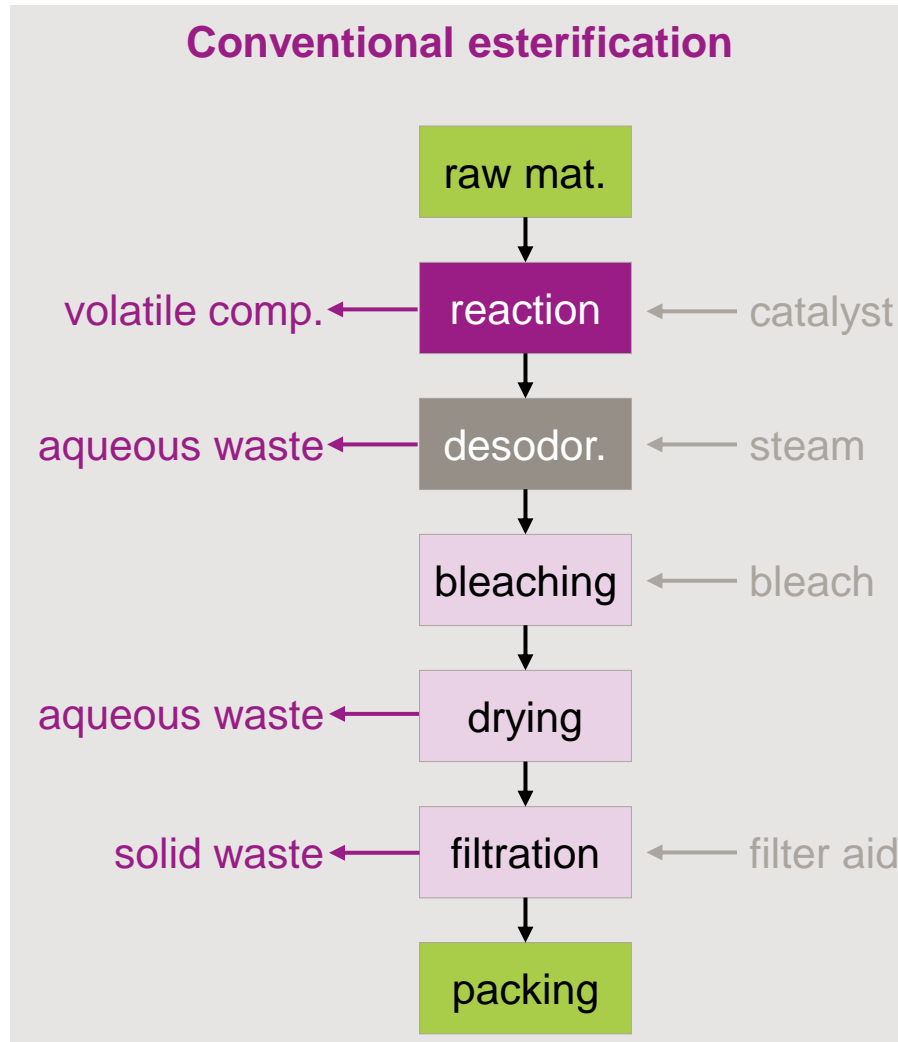 Conventional esterification
raw mat.
volatile comp.
reaction
catalyst
aqueous waste
desodor.
steam
bleaching
bleach
aqueous waste
drying
solid waste
filtration
filter aid
packing